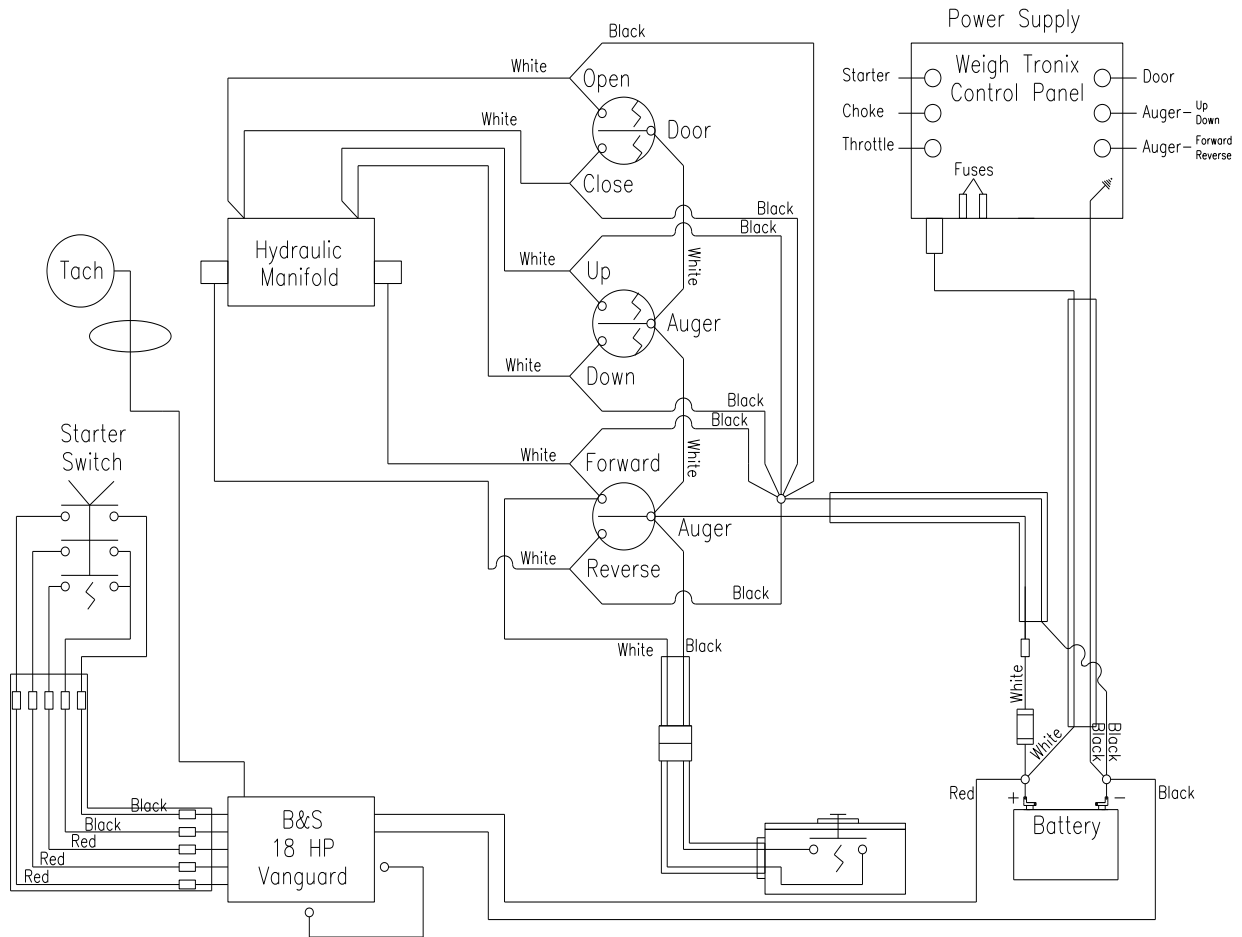 Power Supply
Weigh Tronix
Control Panel
Starter
Choke
Throttle
Door
Auger- Up
Down
Auger- Forward
Reverse
Fuses
Black
White
Open
Door
White
Close
Black
Black
Hydraulic
Manifold
Tach
White
Up
White
Auger
White
Down
Black
Black
Starter
Switch
White
Forward
White
Auger
White
Reverse
Black
White
Black
White
White
Black
Black
Red
+
-
Black
Battery
Black
Black
Red
Red
Red
B&S
18 HP
Vanguard